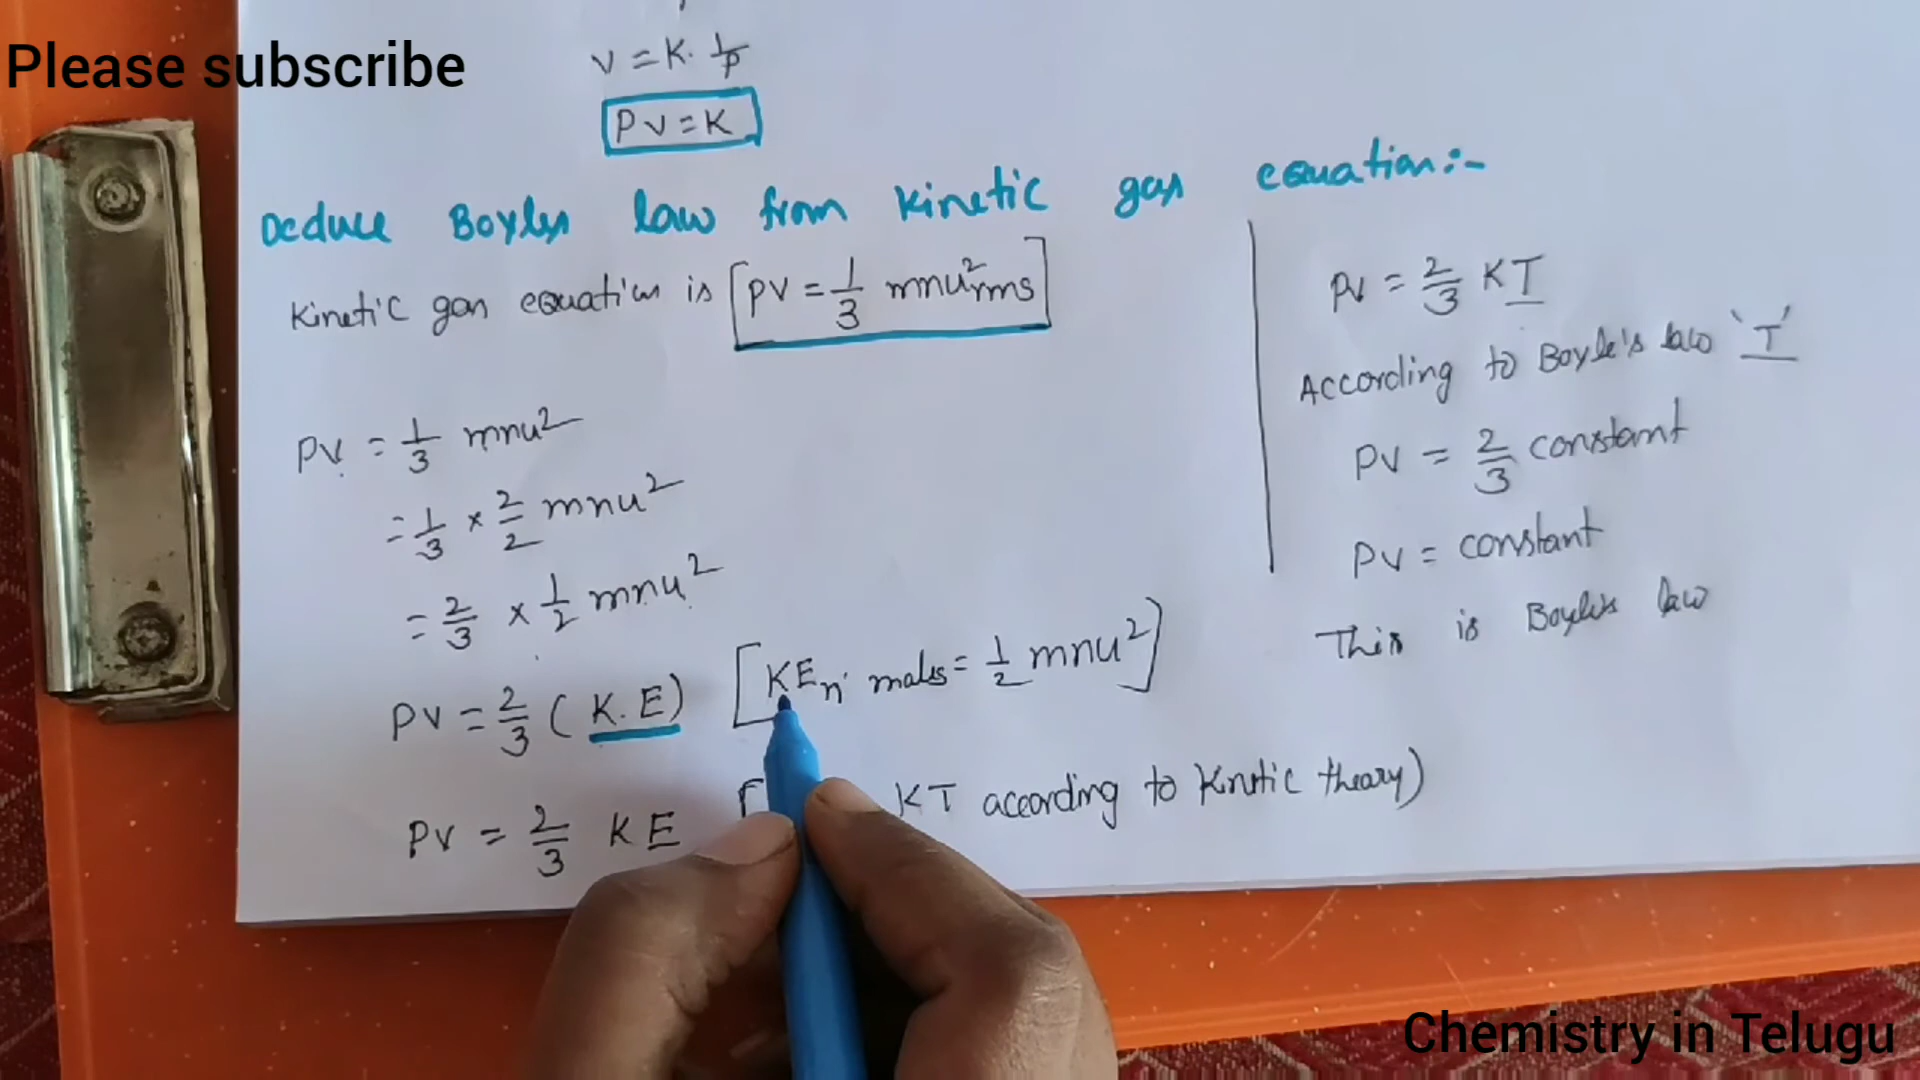 Please subscribe
V = K. 1/P
PV = K
Deduce Boyles law from kinetic gas equation:-
Kinetic gas equation is [PV = 1/3 mnu²rms]
PV = 1/3 mnu²
= 1/3 × 2/2 mnu²
= 2/3 × 1/2 mnu²
PV = 2/3 (K.E) [KEn' moles = 1/2 mnu²]
PV = 2/3 KE [ KT according to Kinetic theory)
PV = 2/3 KT
According to Boyle's law 'T'
PV = 2/3 constant
PV = constant
This is Boyle's law
Chemistry in Telugu